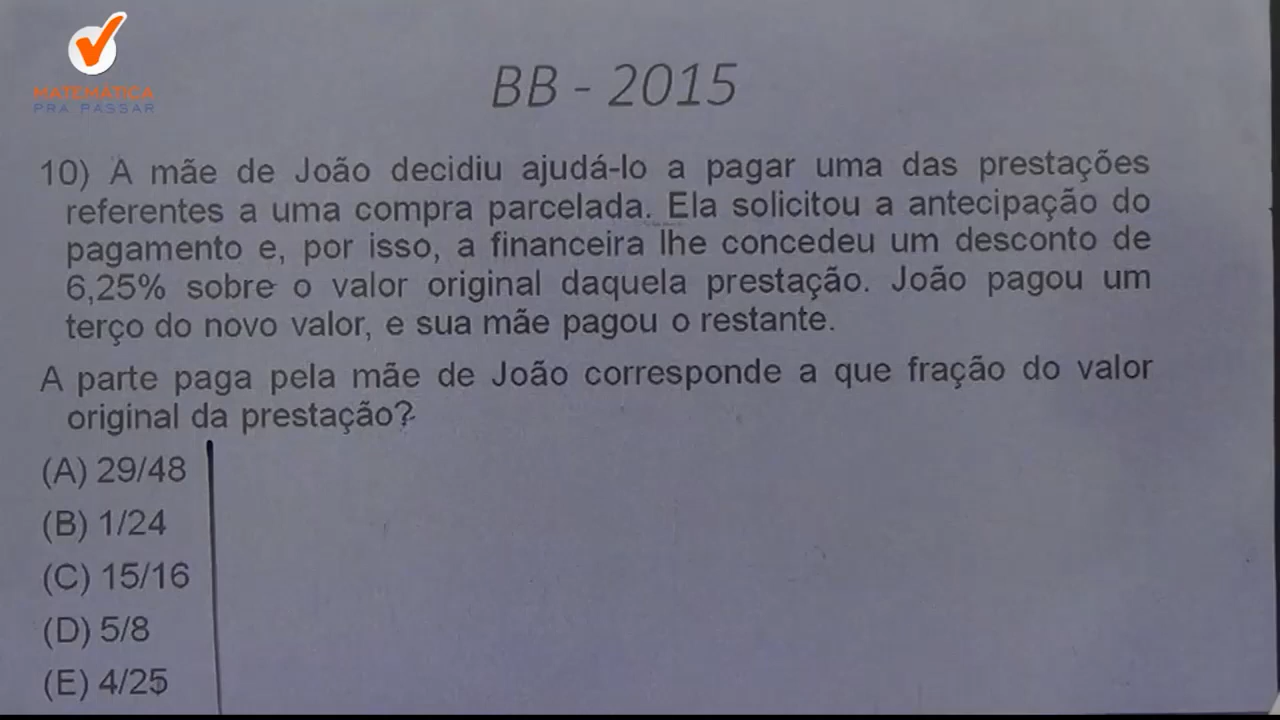 MATEMÁTICA
PRA PASSAR
BB - 2015
10) A mãe de João decidiu ajudá-lo a pagar uma das prestações
referentes a uma compra parcelada. Ela solicitou a antecipação do
pagamento e, por isso, a financeira lhe concedeu um desconto de
6,25% sobre o valor original daquela prestação. João pagou um
terço do novo valor, e sua mãe pagou o restante.
A parte paga pela mãe de João corresponde a que fração do valor
original da prestação?
(A) 29/48
(B) 1/24
(C) 15/16
(D) 5/8
(E) 4/25